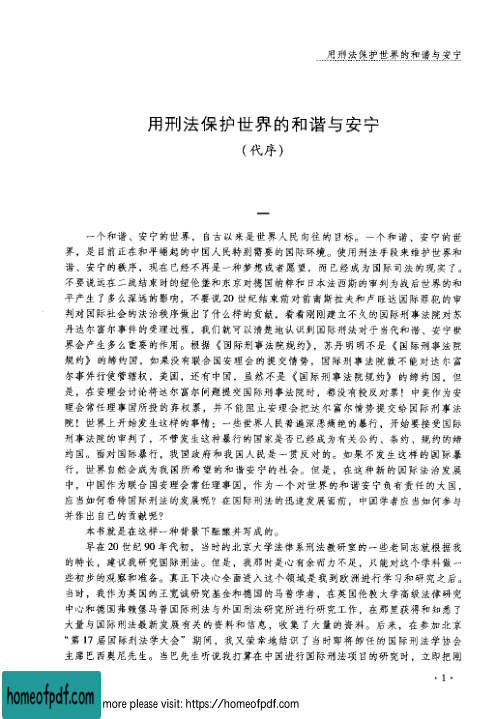 用刑法保护世界的和谐与安宁
用刑法保护世界的和谐与安宁
(代序)
一
一个和谐、安宁的世界，自古以来是世界人民向往的目标。一个和谐、安宁的世
界，是目前正在和平崛起的中国人民特别需要的国际环境。使用刑法手段来维护世界和
谐、安宁的秩序，现在已经不再是一种梦想或者愿望，而已经成为国际司法的现实了。
不要说远在二战结束时的纽伦堡和东京对德国纳粹和日本法西斯的审判为战后世界的和
平产生了多么深远的影响，不要说20世纪结束前对前南斯拉夫和卢旺达国际罪犯的审
判对国际社会的法治秩序做出了什么样的贡献，看看刚刚建立不久的国际刑事法院对苏
丹达尔富尔事件的受理过程，我们就可以清楚地认识到国际刑法对于当代和谐、安宁世
界会产生多么重要的作用。根据《国际刑事法院规约》，苏丹明明不是《国际刑事法院
规约》的缔约国，如果没有联合国安理会的提交情势，国际刑事法院就不能对达尔富
尔事件行使管辖权，美国，还有中国，虽然不是《国际刑事法院规约》的缔约国，但
是，在安理会讨论将达尔富尔问题提交国际刑事法院时，都没有投反对票！中美作为安
理会常任理事国所投的弃权票，并不能阻止安理会把达尔富尔情势提交给国际刑事法
院！世界上开始发生这样的事情：一些世界人民普遍深恶痛绝的暴行，开始要接受国际
刑事法院的审判了，不管发生这种暴行的国家是否已经成为有关公约、条约、规约的缔
约国。面对国际暴行，我国政府和我国人民是一贯反对的。如果不发生这样的国际暴
行，世界自然会成为我国所希望的和谐安宁的社会。但是，在这种新的国际法治发展
中，中国作为联合国安理会常任理事国，作为一个对世界的和谐安宁负有责任的大国，
应当如何看待国际刑法的发展呢？在国际刑法的迅速发展面前，中国学者应当如何参与
并作出自己的贡献呢？
本书就是在这样一种背景下酝酿并写成的。
早在20世纪90年代初，当时的北京大学法律系刑法教研室的一些老同志就根据我
的特长，建议我研究国际刑法。但是，我那时是心有余而力不足，只能对这个学科做一
些初步的观察和准备。真正下决心全面进入这个领域是我到欧洲进行学习和研究之后。
当时，我作为英国的王宽诚研究基金和德国的马普学者，在英国伦敦大学高级法律研究
中心和德国弗赖堡马普国际刑法与外国刑法研究所进行研究工作，在那里获得和知悉了
大量与国际刑法最新发展有关的资料和信息，收集了大量的资料。后来，在参加北京
“第17届国际刑法学大会”期间，我又荣幸地结识了当时即将卸任的国际刑法学协会
主席巴西奥尼先生。当巴先生听说我打算在中国进行国际刑法项目的研究时，立即把刚
·1·
homeofpdf.com
more please visit: https://homeofpdf.com